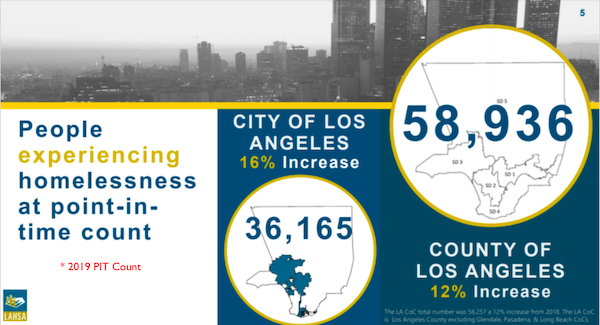 5
People
experiencing
homelessness
at point-in-
time count
* 2019 PIT Count
LAHSA
CITY OF LOS
ANGELES
16% Increase
36,165
58,936
SD 5
SD 3
SD 1
SD 2
SD 4
COUNTY OF
LOS ANGELES
12% Increase
The LA CoC total number was 56,257 a 12% increase from 2018. The LA CoC
is Los Angeles County excluding Glendale, Pasadena, & Long Beach CoCs.